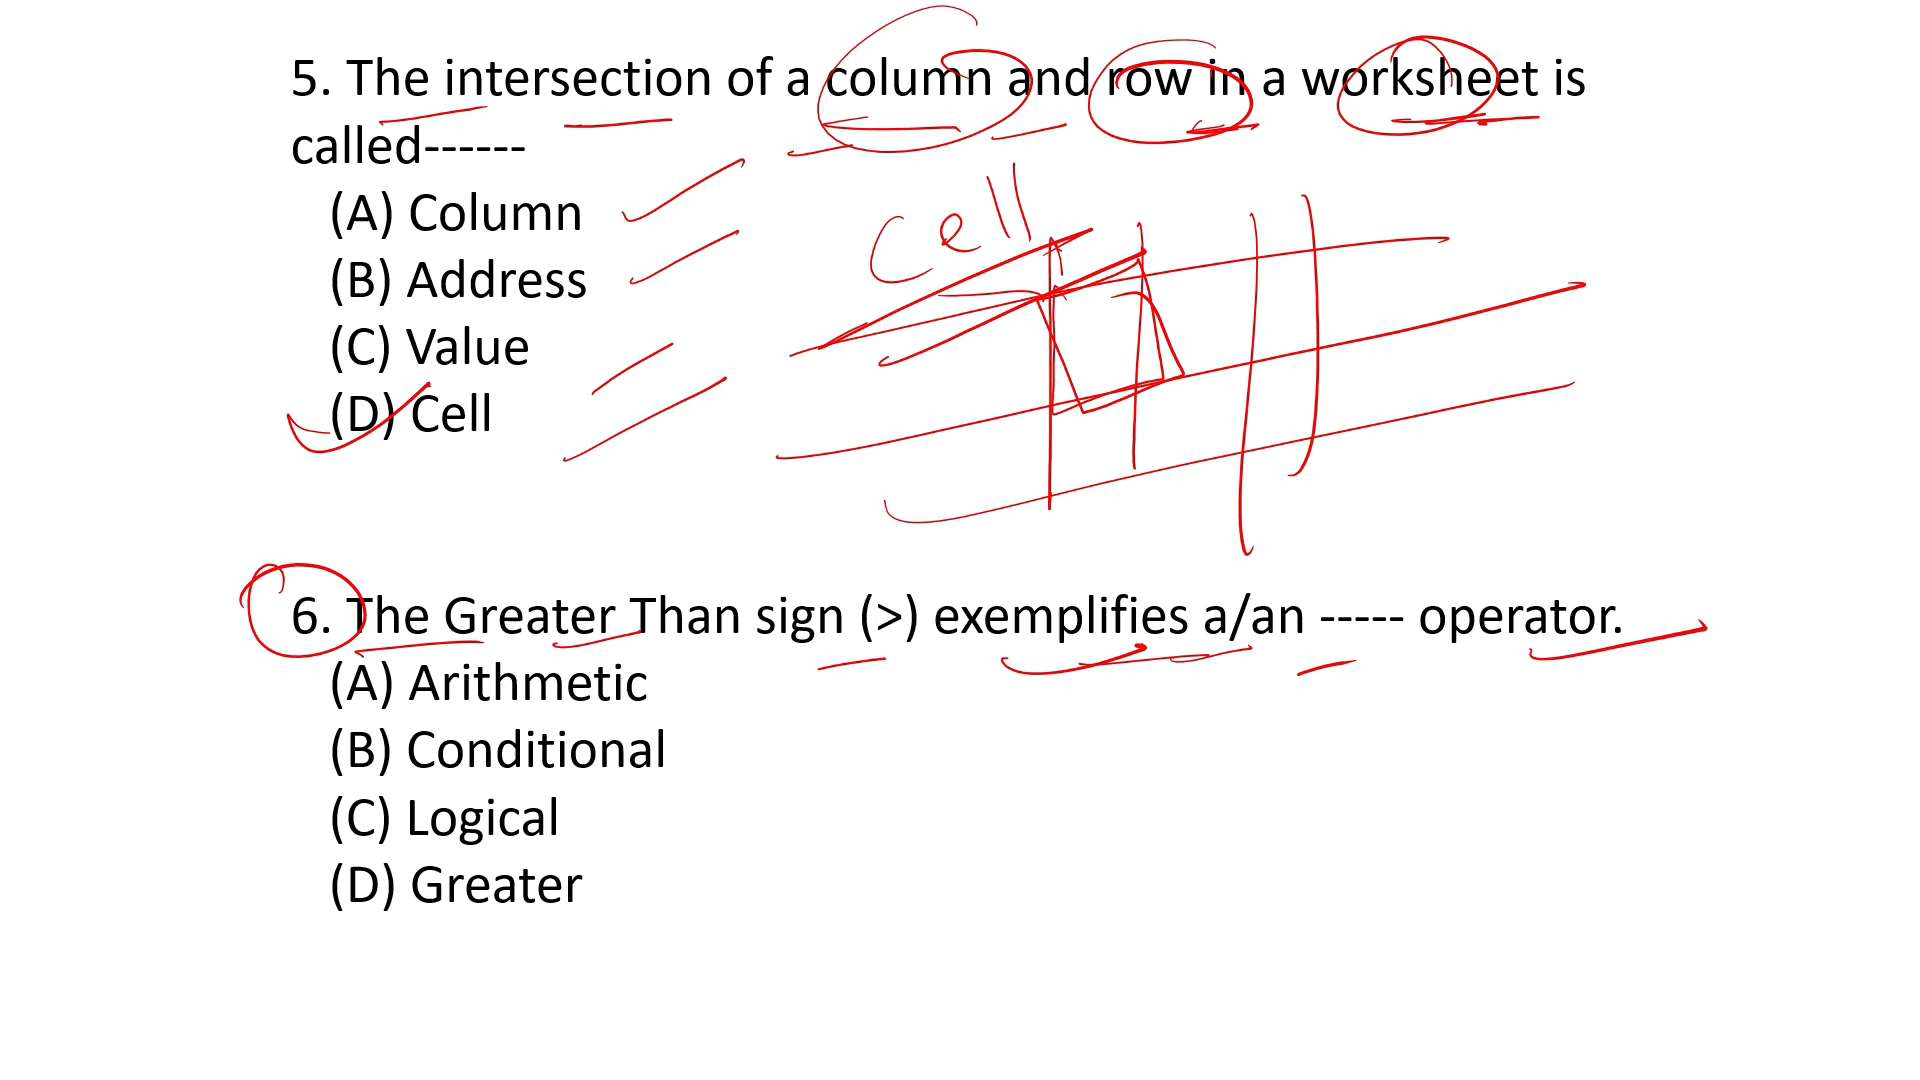 5. The intersection of a column and row in a worksheet is
called------
(A) Column
(B) Address
(C) Value
(D) Cell
cell
6. The Greater Than sign (>) exemplifies a/an ----- operator.
(A) Arithmetic
(B) Conditional
(C) Logical
(D) Greater